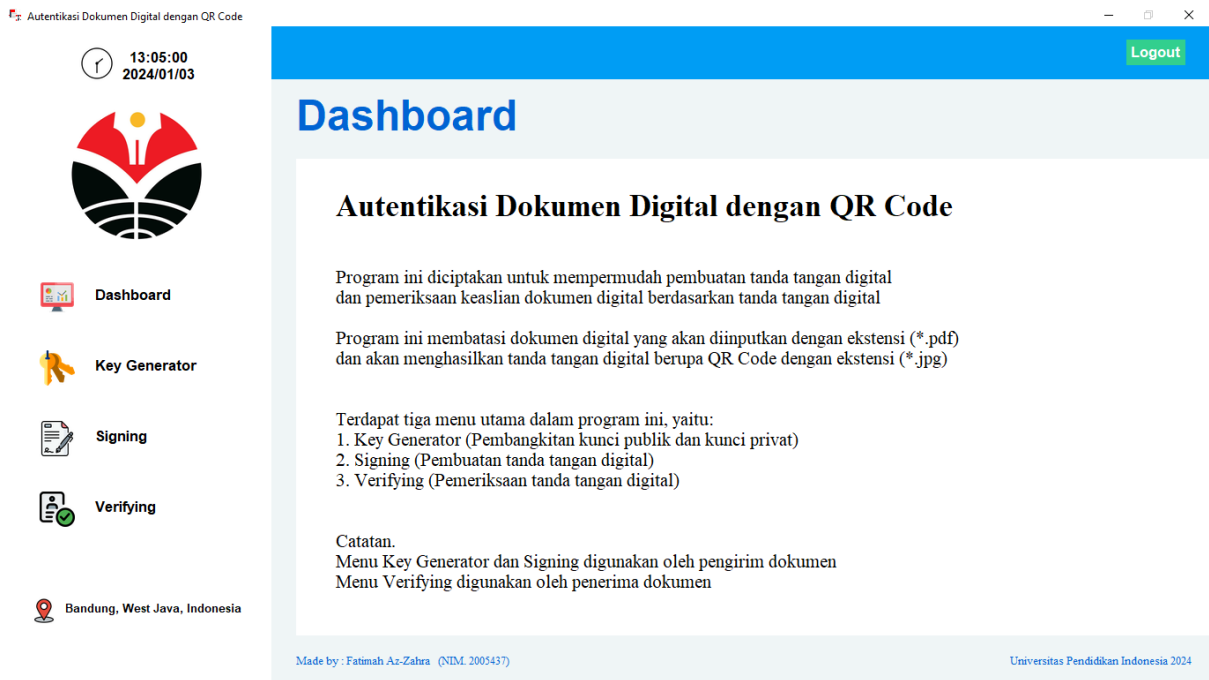 Autentikasi Dokumen Digital dengan QR Code
13:05:00
2024/01/03
Logout
Dashboard
Dashboard
Key Generator
Signing
Verifying
Bandung, West Java, Indonesia
Autentikasi Dokumen Digital dengan QR Code
Program ini diciptakan untuk mempermudah pembuatan tanda tangan digital
dan pemeriksaan keaslian dokumen digital berdasarkan tanda tangan digital
Program ini membatasi dokumen digital yang akan diinputkan dengan ekstensi (*.pdf)
dan akan menghasilkan tanda tangan digital berupa QR Code dengan ekstensi (*.jpg)
Terdapat tiga menu utama dalam program ini, yaitu:
1. Key Generator (Pembangkitan kunci publik dan kunci privat)
2. Signing (Pembuatan tanda tangan digital)
3. Verifying (Pemeriksaan tanda tangan digital)
Catatan.
Menu Key Generator dan Signing digunakan oleh pengirim dokumen
Menu Verifying digunakan oleh penerima dokumen
Made by : Fatimah Az-Zahra (NIM. 2005437)
Universitas Pendidikan Indonesia 2024